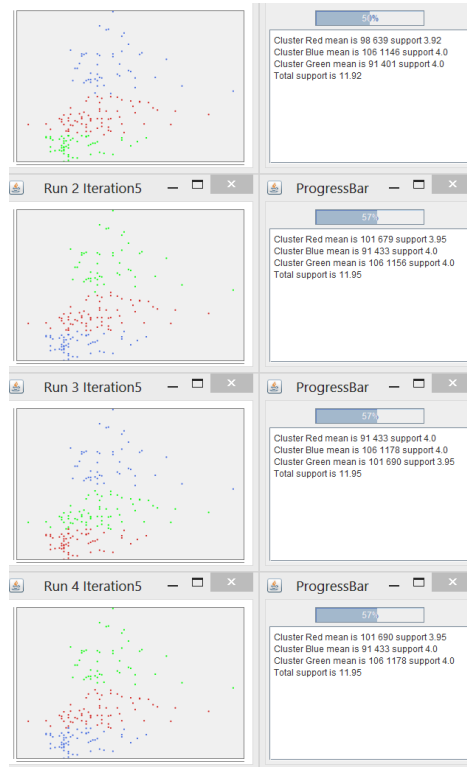 50%
Cluster Red mean is 98 639 support 3.92
Cluster Blue mean is 106 1146 support 4.0
Cluster Green mean is 91 401 support 4.0
Total support is 11.92
Run 2 Iteration5
ProgressBar
57%
Cluster Red mean is 101 679 support 3.95
Cluster Blue mean is 91 433 support 4.0
Cluster Green mean is 106 1156 support 4.0
Total support is 11.95
Run 3 Iteration5
ProgressBar
57%
Cluster Red mean is 91 433 support 4.0
Cluster Blue mean is 106 1178 support 4.0
Cluster Green mean is 101 690 support 3.95
Total support is 11.95
Run 4 Iteration5
ProgressBar
57%
Cluster Red mean is 101 690 support 3.95
Cluster Blue mean is 91 433 support 4.0
Cluster Green mean is 106 1178 support 4.0
Total support is 11.95